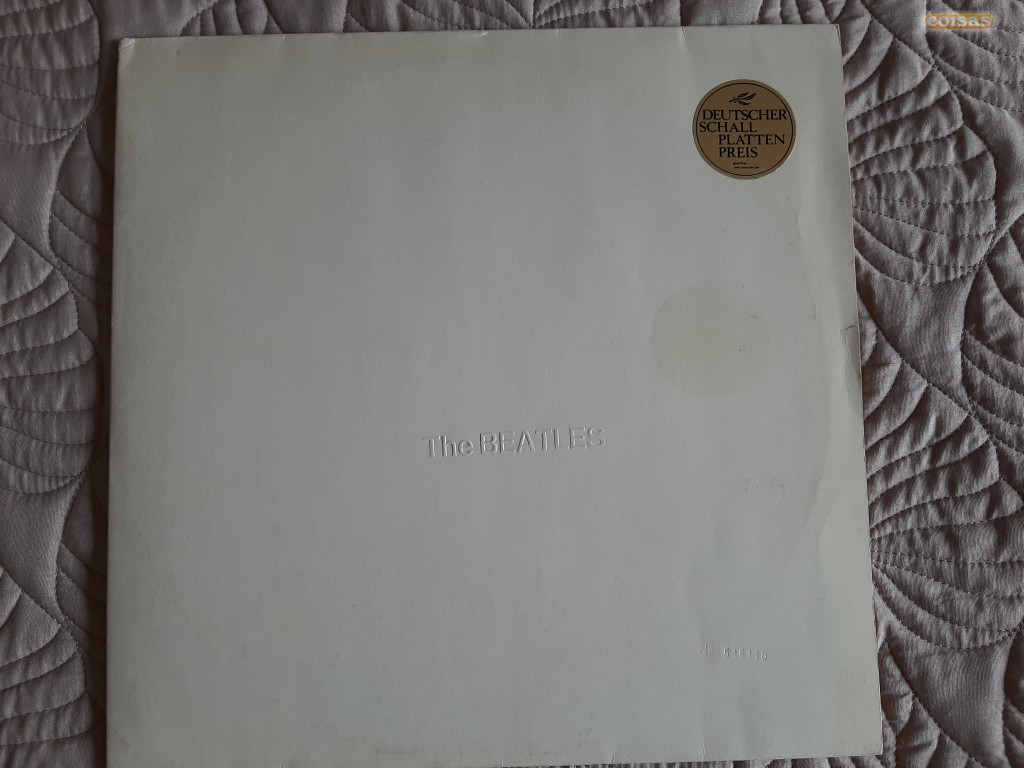 coisas
DEUTSCHER
SCHALL
PLATTEN
PREIS
The BEATLES